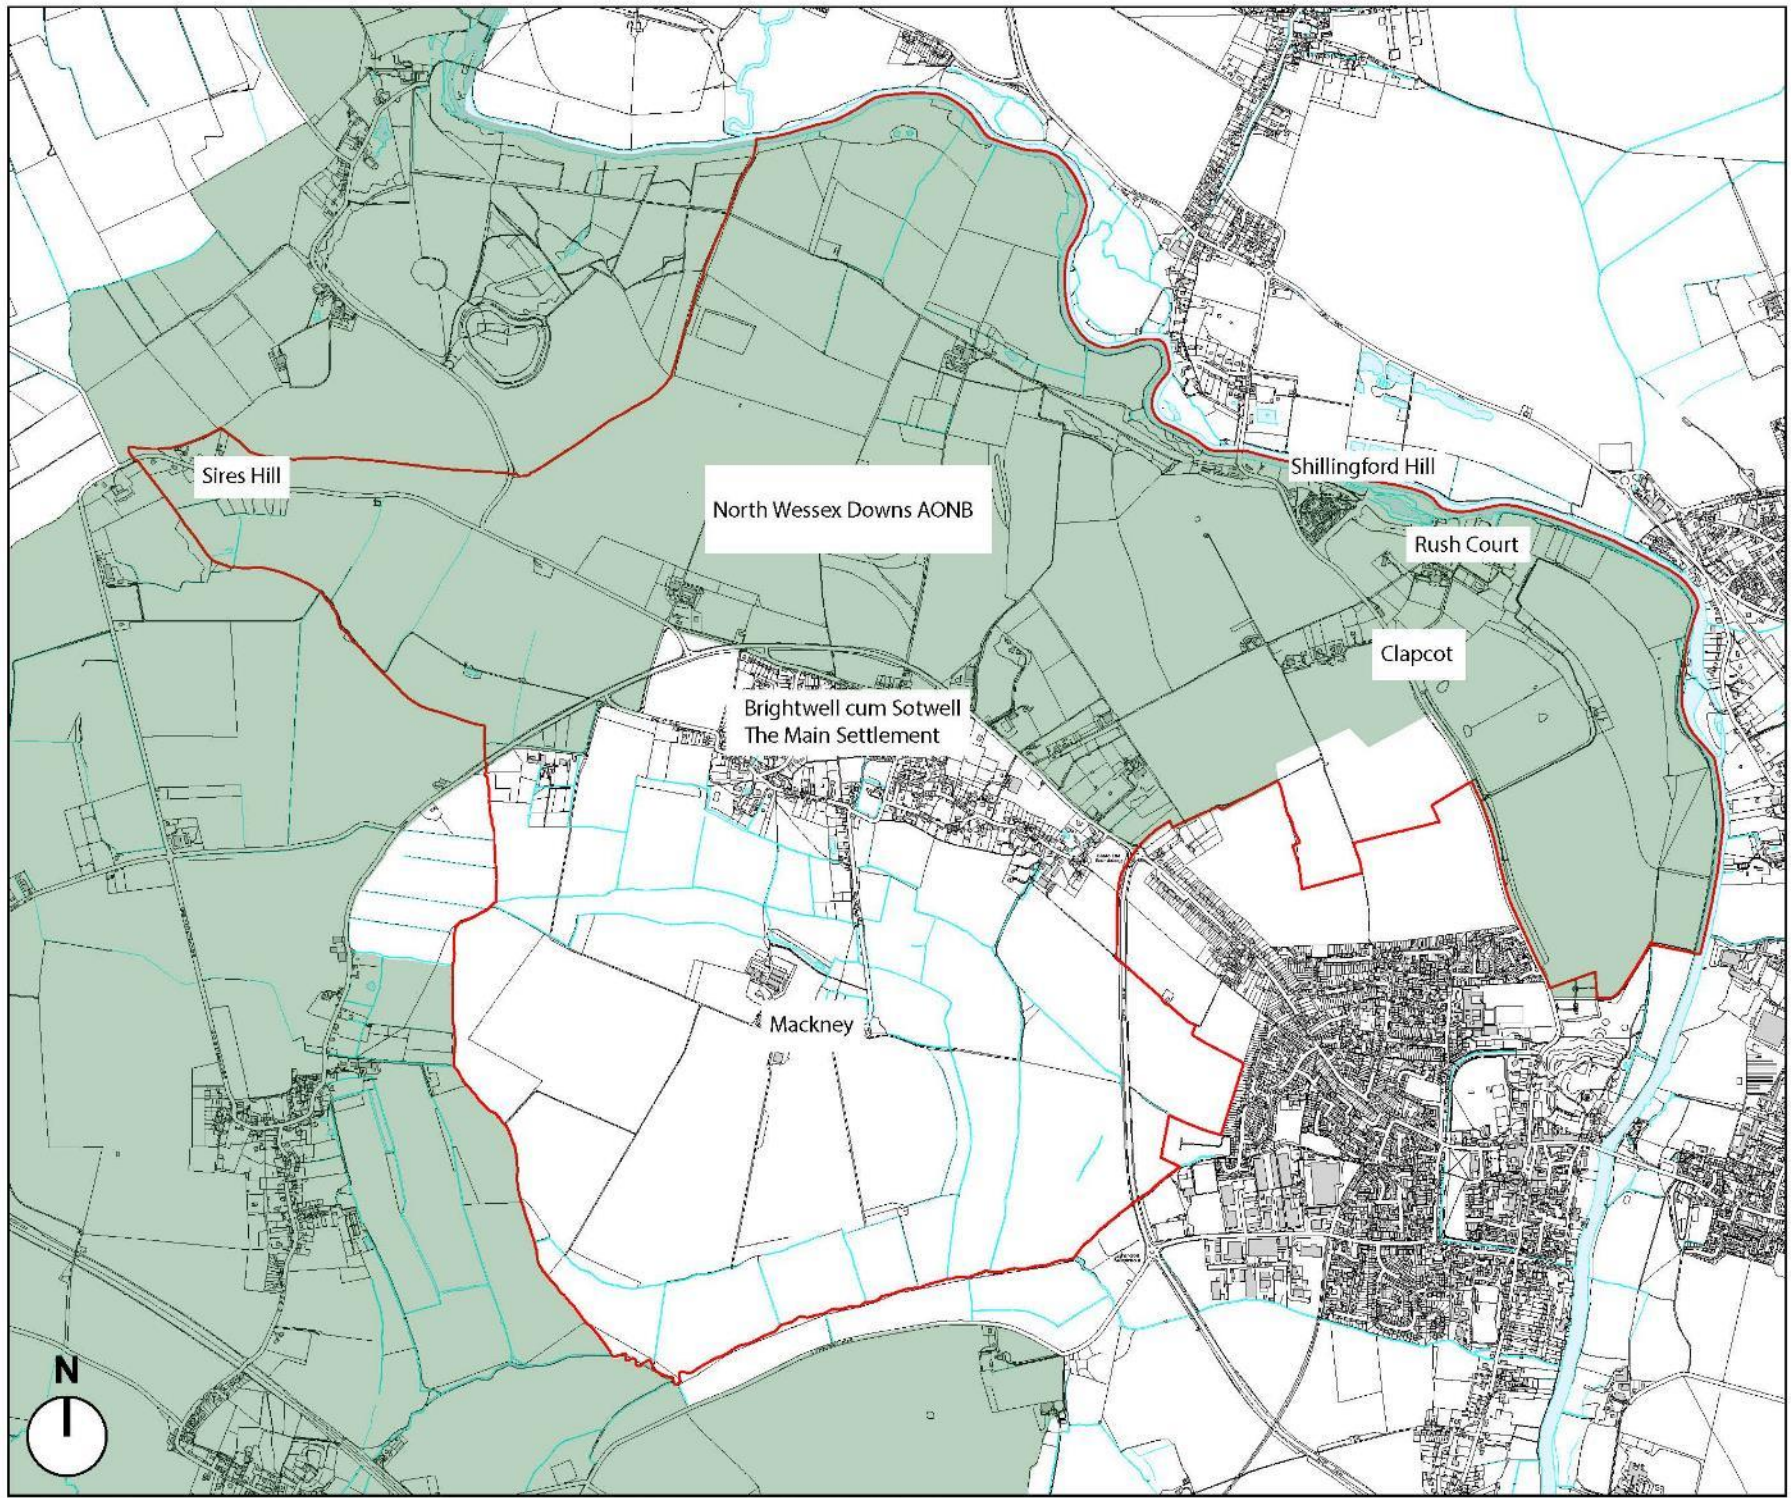 Sires Hill
Shillingford Hill
North Wessex Downs AONB
Rush Court
Clapcot
Brightwell cum Sotwell
The Main Settlement
Mackney
N